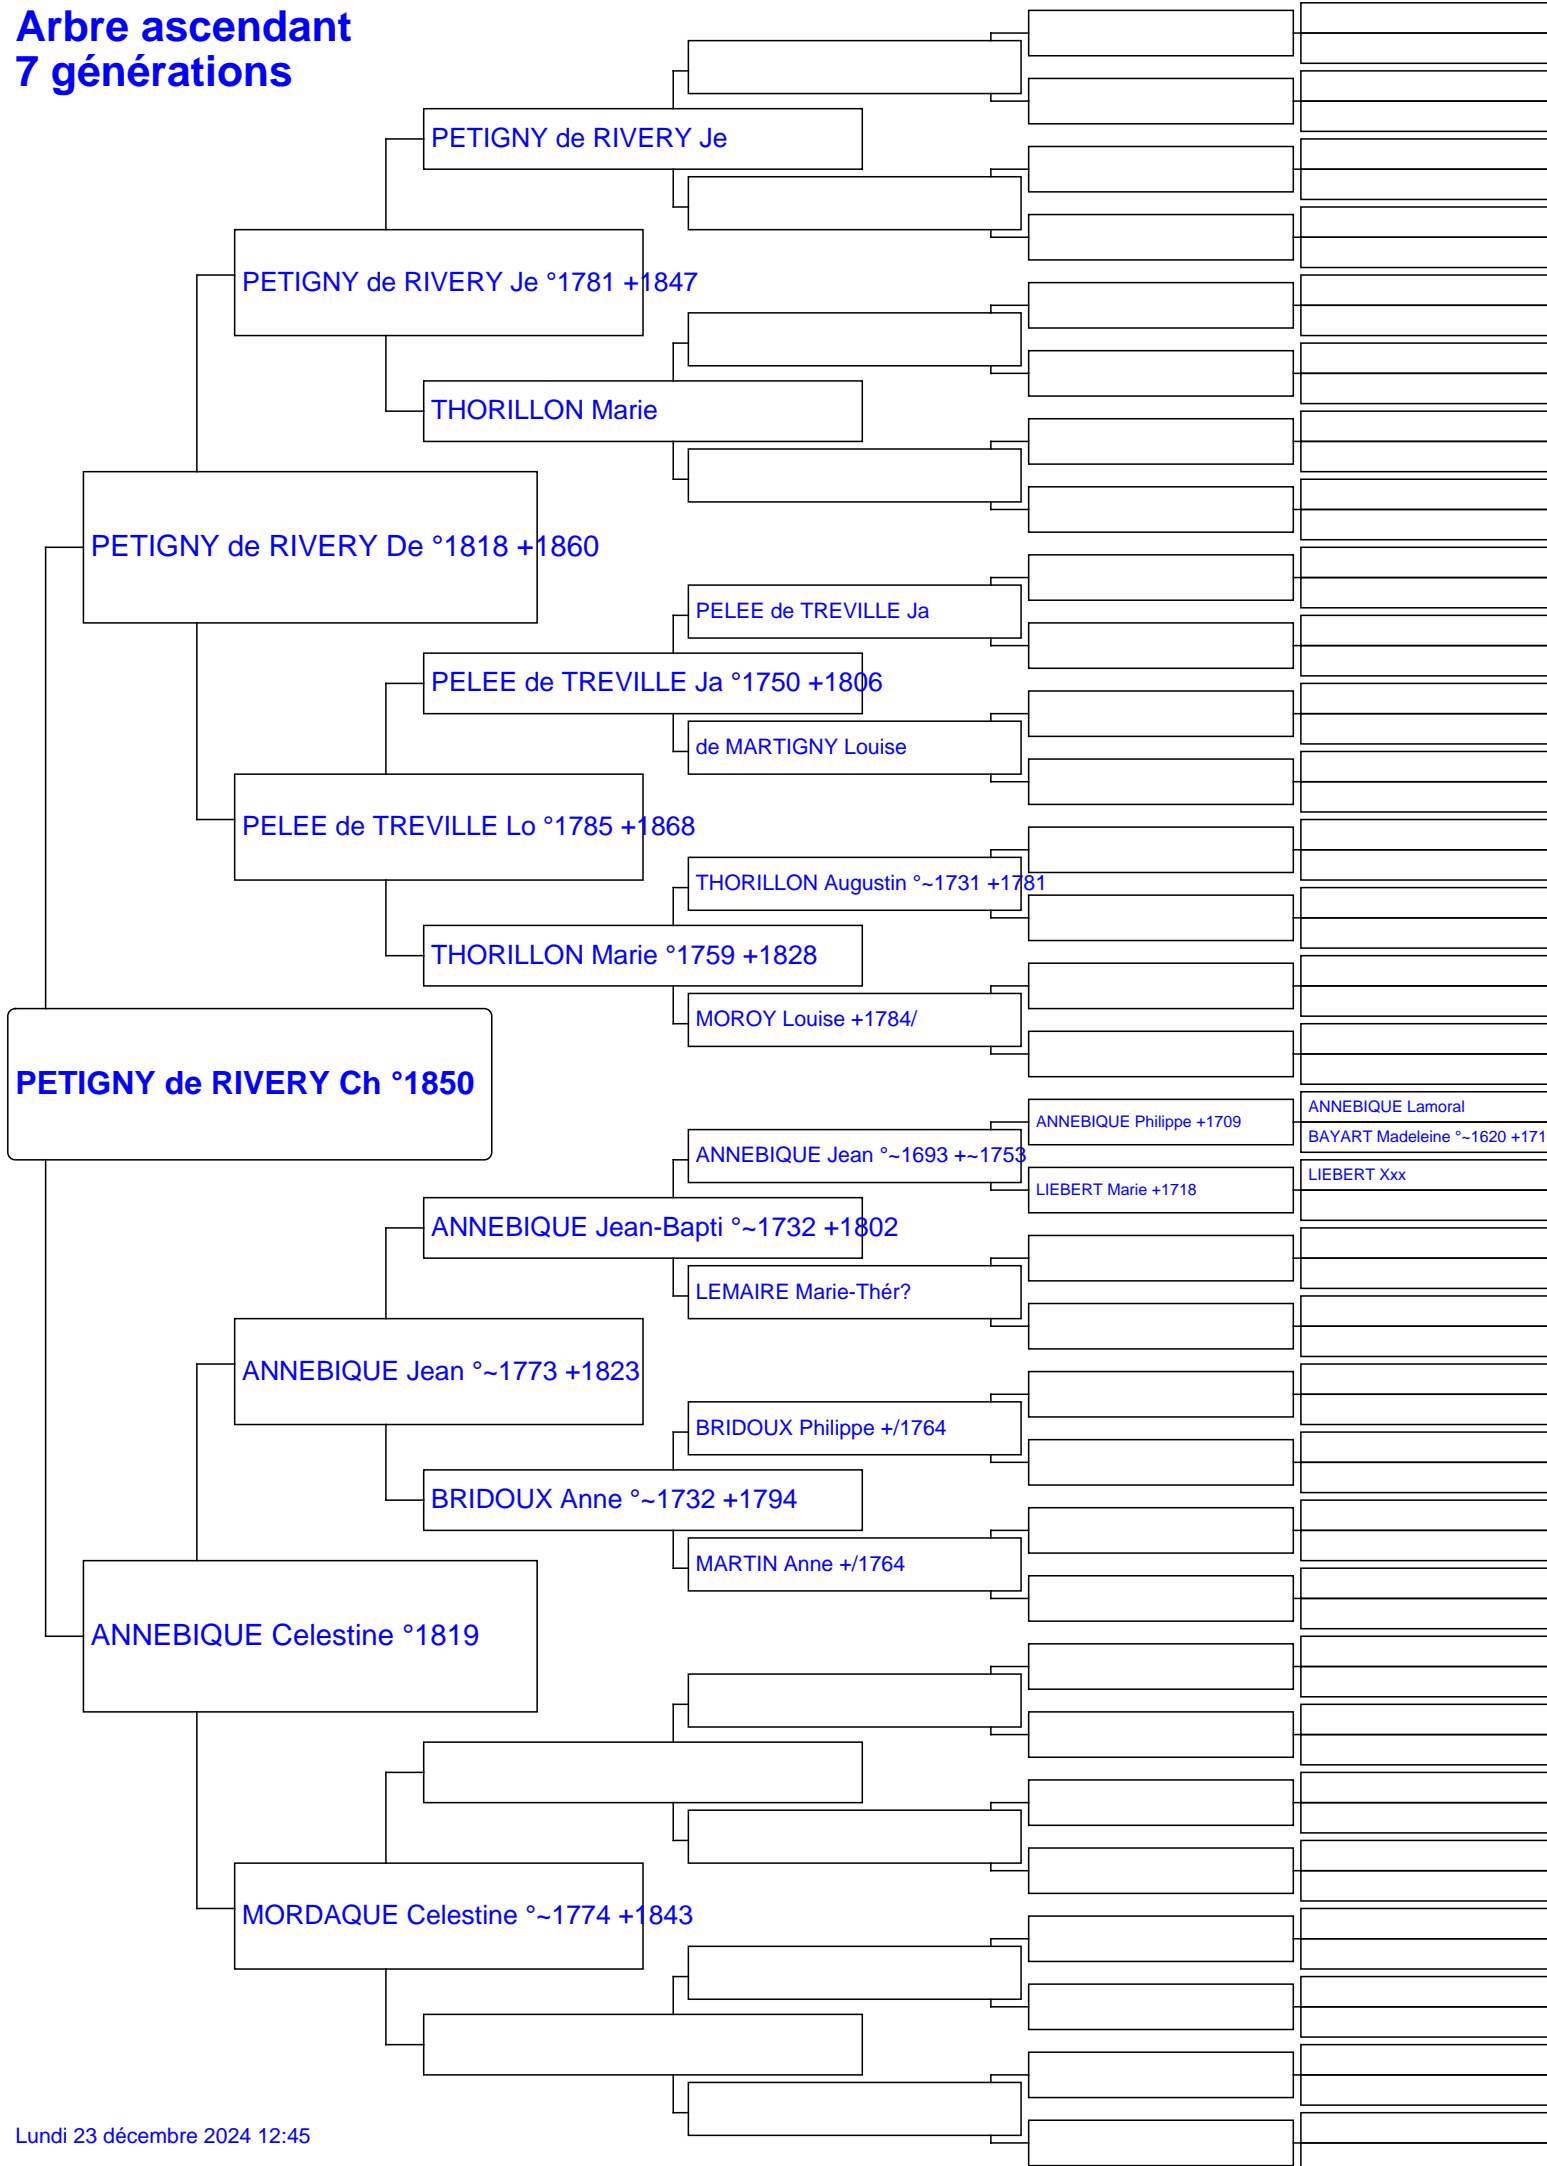 Arbre ascendant
7 générations
PETIGNY de RIVERY Je
PETIGNY de RIVERY Je °1781 +1847
THORILLON Marie
PETIGNY de RIVERY De °1818 +1860
PELEE de TREVILLE Ja
PELEE de TREVILLE Ja °1750 +1806
de MARTIGNY Louise
PELEE de TREVILLE Lo °1785 +1868
THORILLON Augustin °~1731 +1781
THORILLON Marie °1759 +1828
MOROY Louise +1784/
PETIGNY de RIVERY Ch °1850
ANNEBIQUE Lamoral
ANNEBIQUE Philippe +1709
BAYART Madeleine °~1620 +171
ANNEBIQUE Jean °~1693 +~1753
LIEBERT Xxx
LIEBERT Marie +1718
ANNEBIQUE Jean-Bapti °~1732 +1802
LEMAIRE Marie-Thér?
ANNEBIQUE Jean °~1773 +1823
BRIDOUX Philippe +/1764
BRIDOUX Anne °~1732 +1794
MARTIN Anne +/1764
ANNEBIQUE Celestine °1819
MORDAQUE Celestine °~1774 +1843
Lundi 23 décembre 2024 12:45